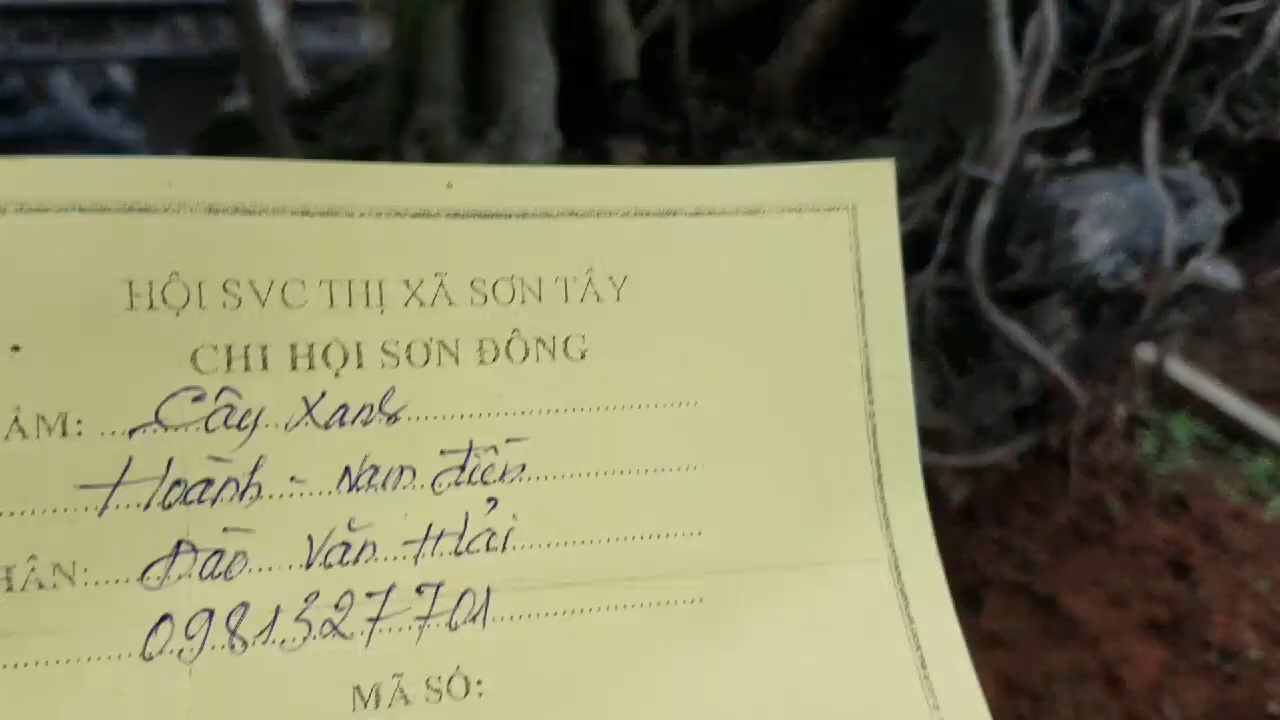 HỘI SVC THỊ XÃ SƠN TÂY
CHI HỘI SƠN ĐÔNG
ẨM: Cây Xanh
Hoành - Nam điền
HÂN: Đào Văn Hải
0981327701
MÃ SỐ: